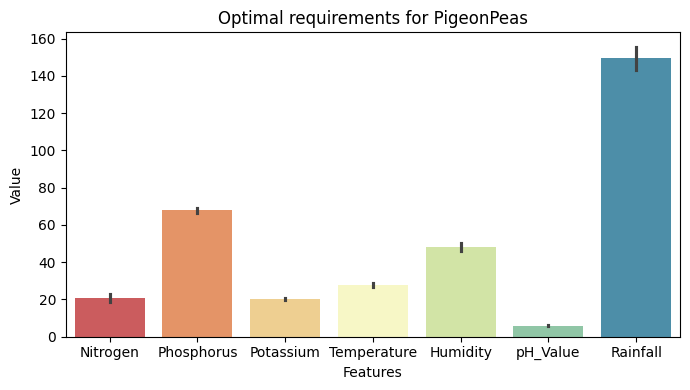 Optimal requirements for PigeonPeas
160
140
120
100
80
60
40
20
0
Value
Nitrogen Phosphorus Potassium Temperature Humidity pH_Value Rainfall
Features